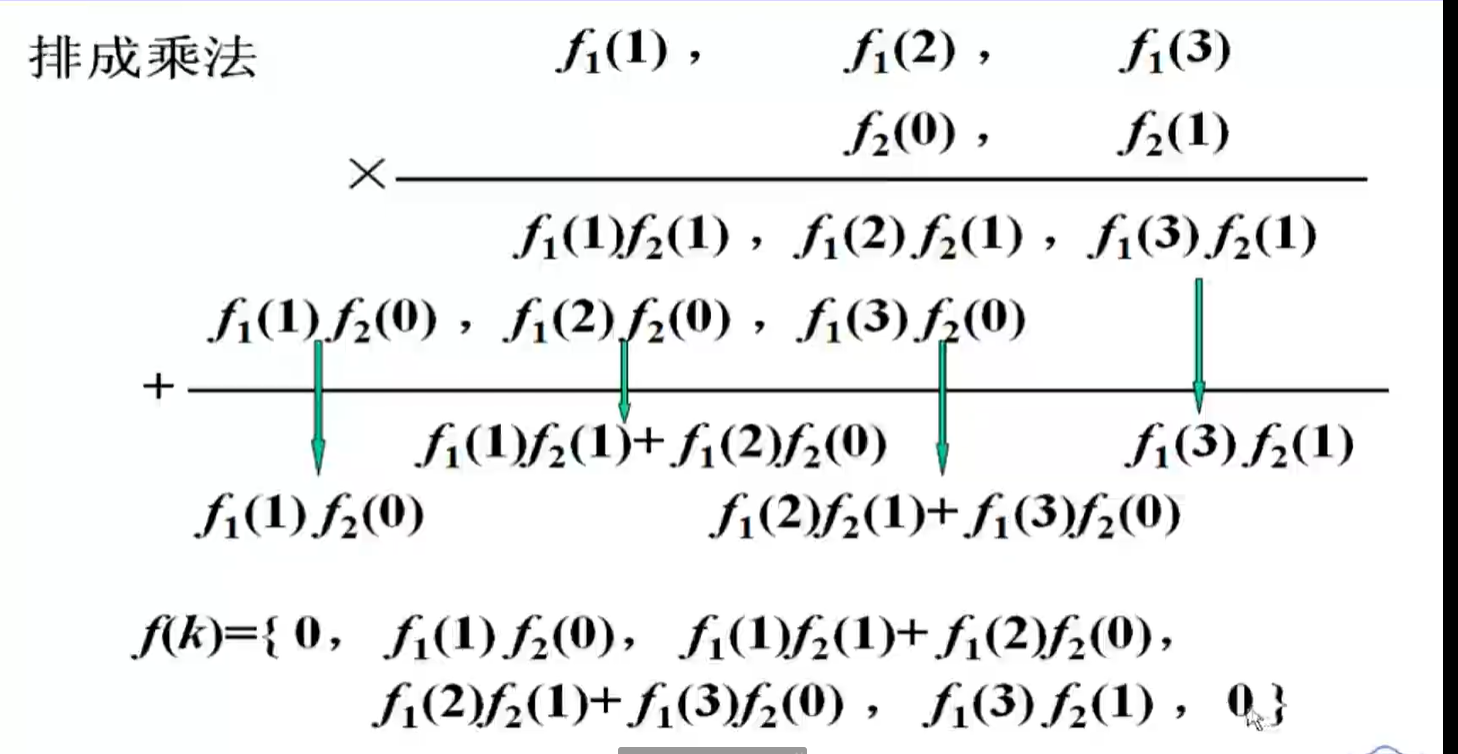 排成乘法 f₁(1) ， f₁(2) ， f₁(3)
f₂(0) ， f₂(1)
×
f₁(1)f₂(1) ， f₁(2) f₂(1) ， f₁(3) f₂(1)
f₁(1) f₂(0) ， f₁(2) f₂(0) ， f₁(3) f₂(0)
+
f₁(1)f₂(1)+ f₁(2)f₂(0) f₁(3) f₂(1)
f₁(1) f₂(0) f₁(2)f₂(1)+ f₁(3)f₂(0)
f(k)={ 0， f₁(1) f₂(0)， f₁(1)f₂(1)+ f₁(2)f₂(0)，
f₁(2)f₂(1)+ f₁(3)f₂(0) ， f₁(3) f₂(1) ， 0 }